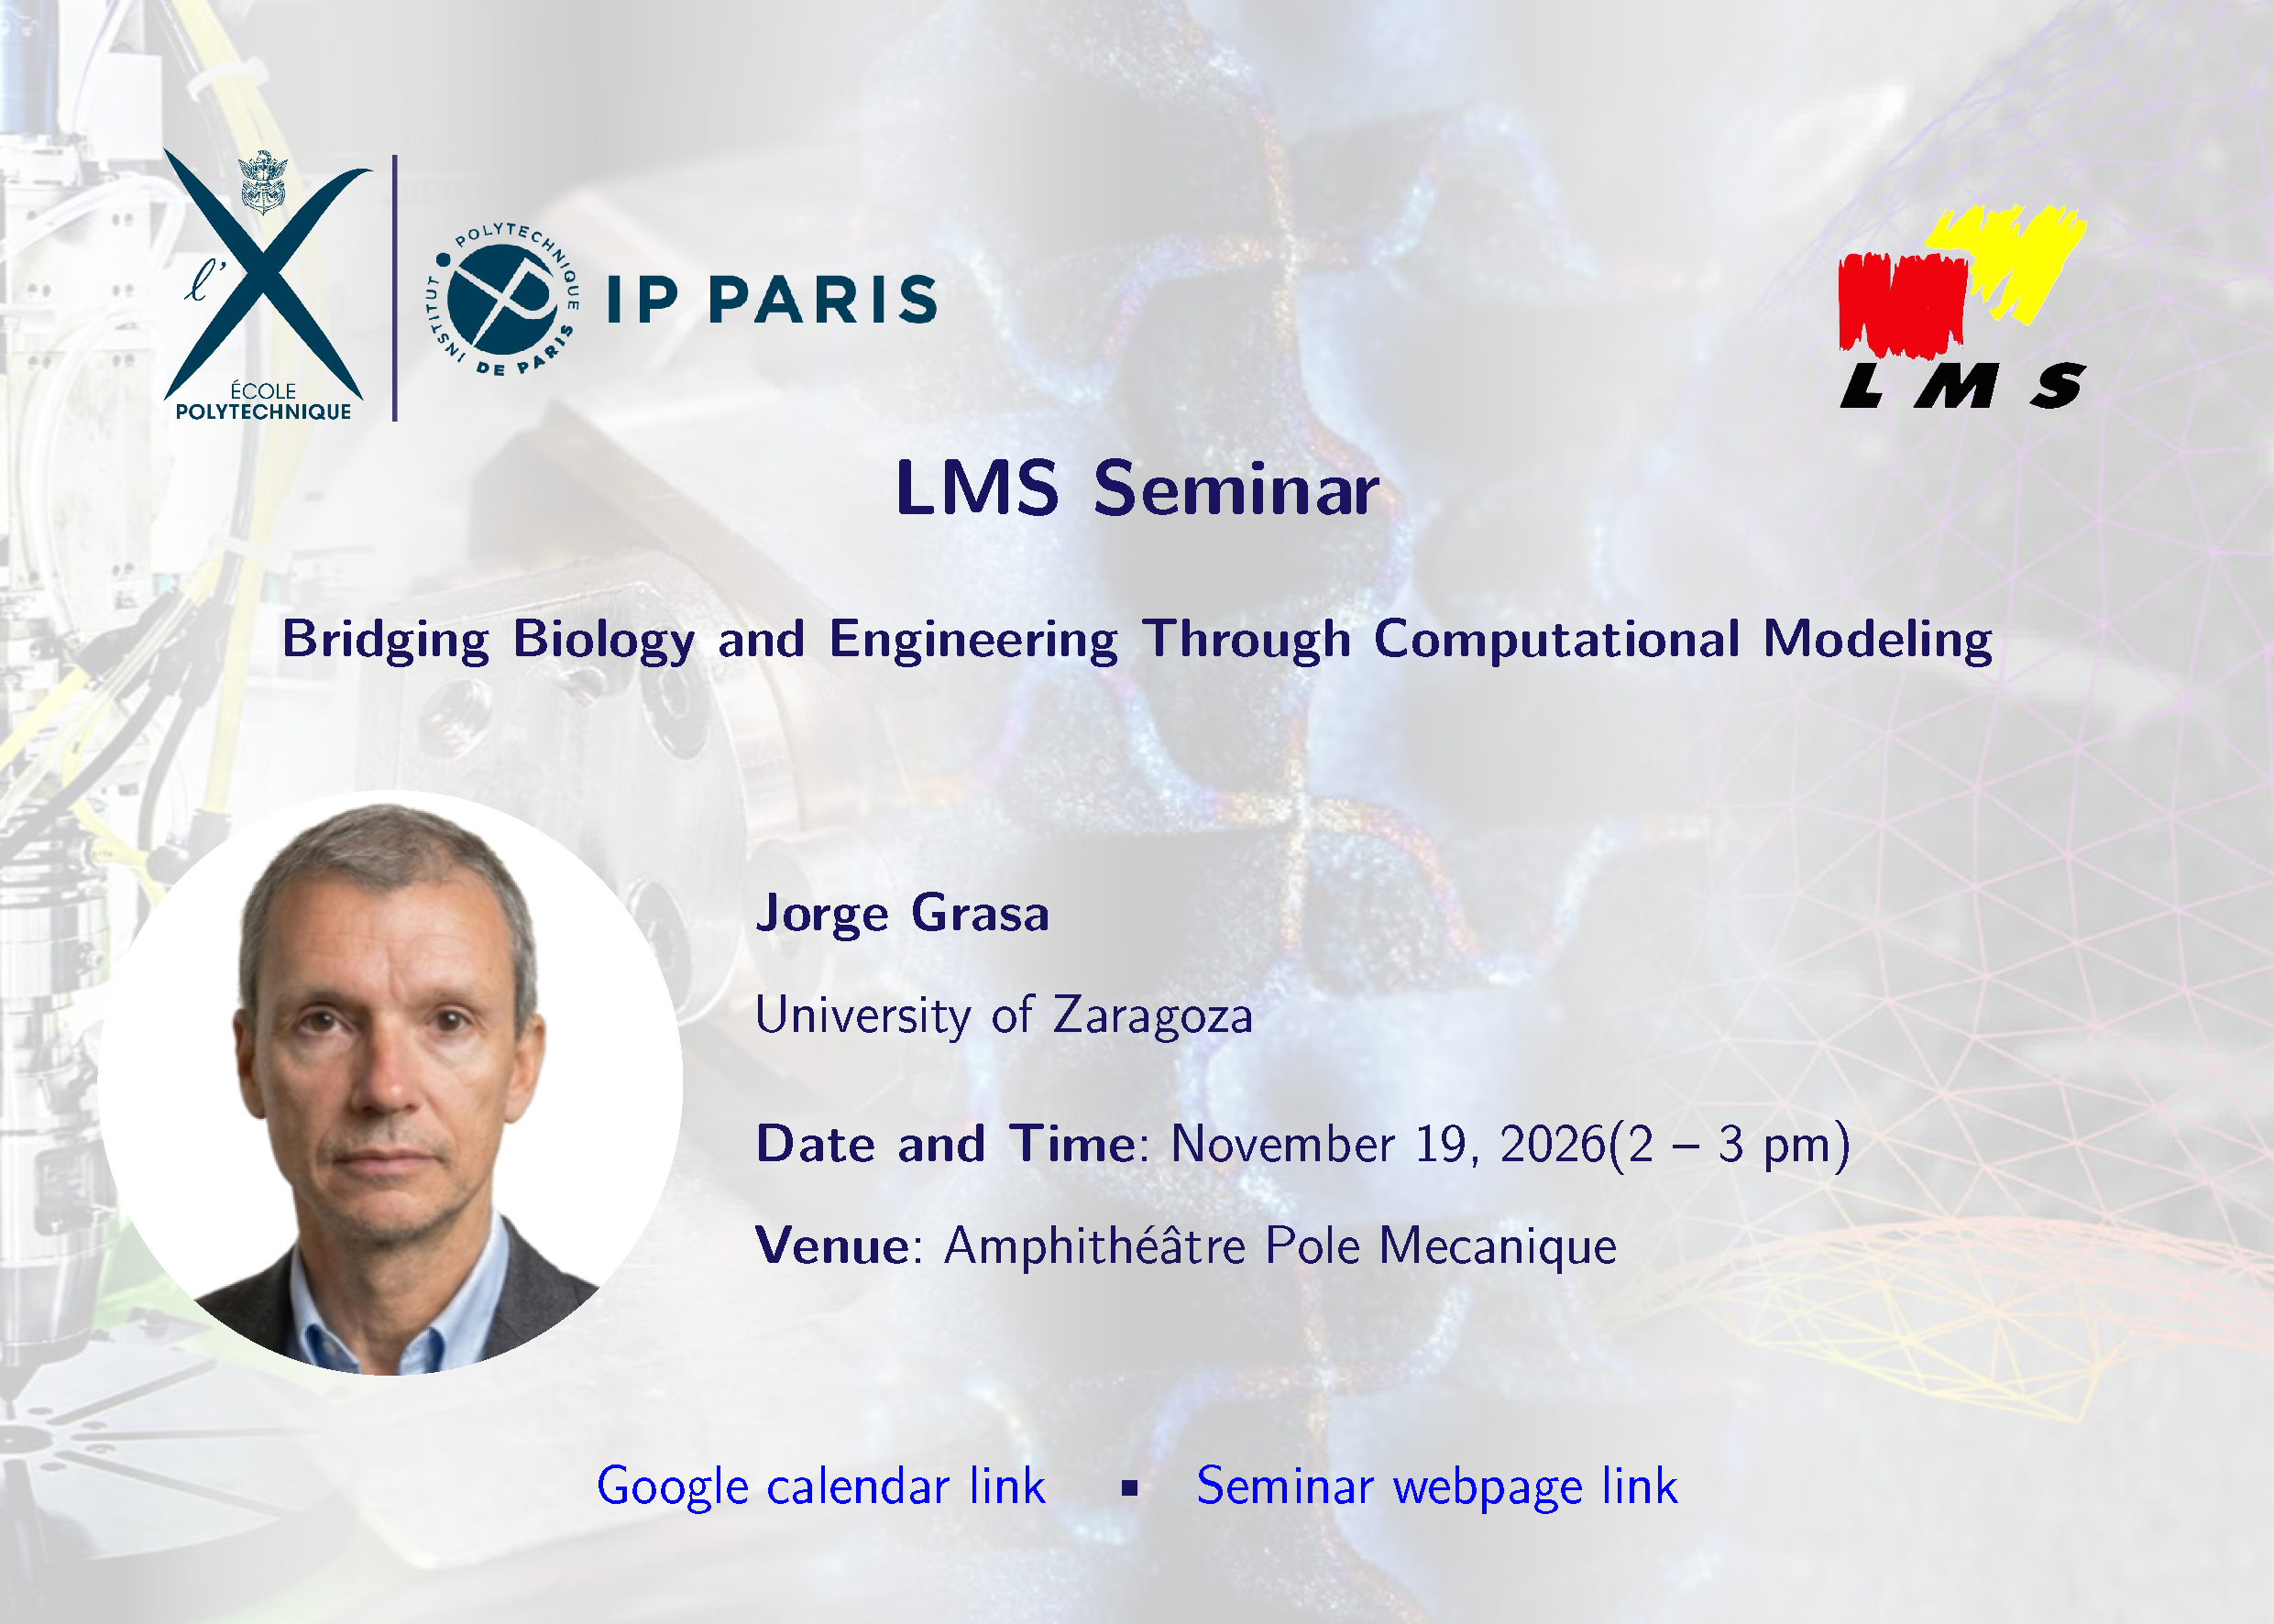 l'
ÉCOLE
POLYTECHNIQUE
INSTITUT POLYTECHNIQUE DE PARIS
IP PARIS
LMS
LMS Seminar
Bridging Biology and Engineering Through Computational Modeling
Jorge Grasa
University of Zaragoza
Date and Time: November 19, 2026(2 – 3 pm)
Venue: Amphithéâtre Pole Mecanique
Google calendar link ▪ Seminar webpage link